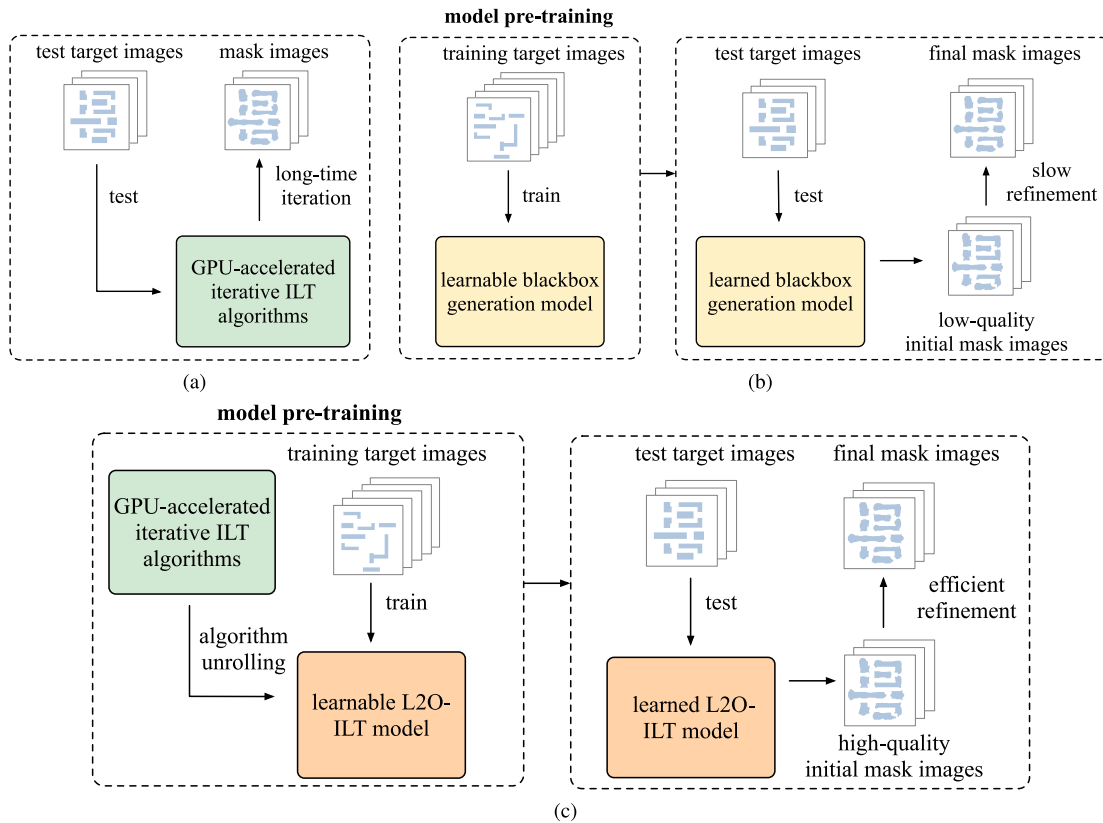 model pre-training
test target images
mask images
test
long-time
iteration
GPU-accelerated
iterative ILT
algorithms
(a)
training target images
train
learnable blackbox
generation model
test target images
final mask images
test
slow
refinement
learned blackbox
generation model
low-quality
initial mask images
(b)
model pre-training
GPU-accelerated
iterative ILT
algorithms
training target images
train
algorithm
unrolling
learnable L2O-
ILT model
test target images
final mask images
test
efficient
refinement
learned L2O-
ILT model
high-quality
initial mask images
(c)